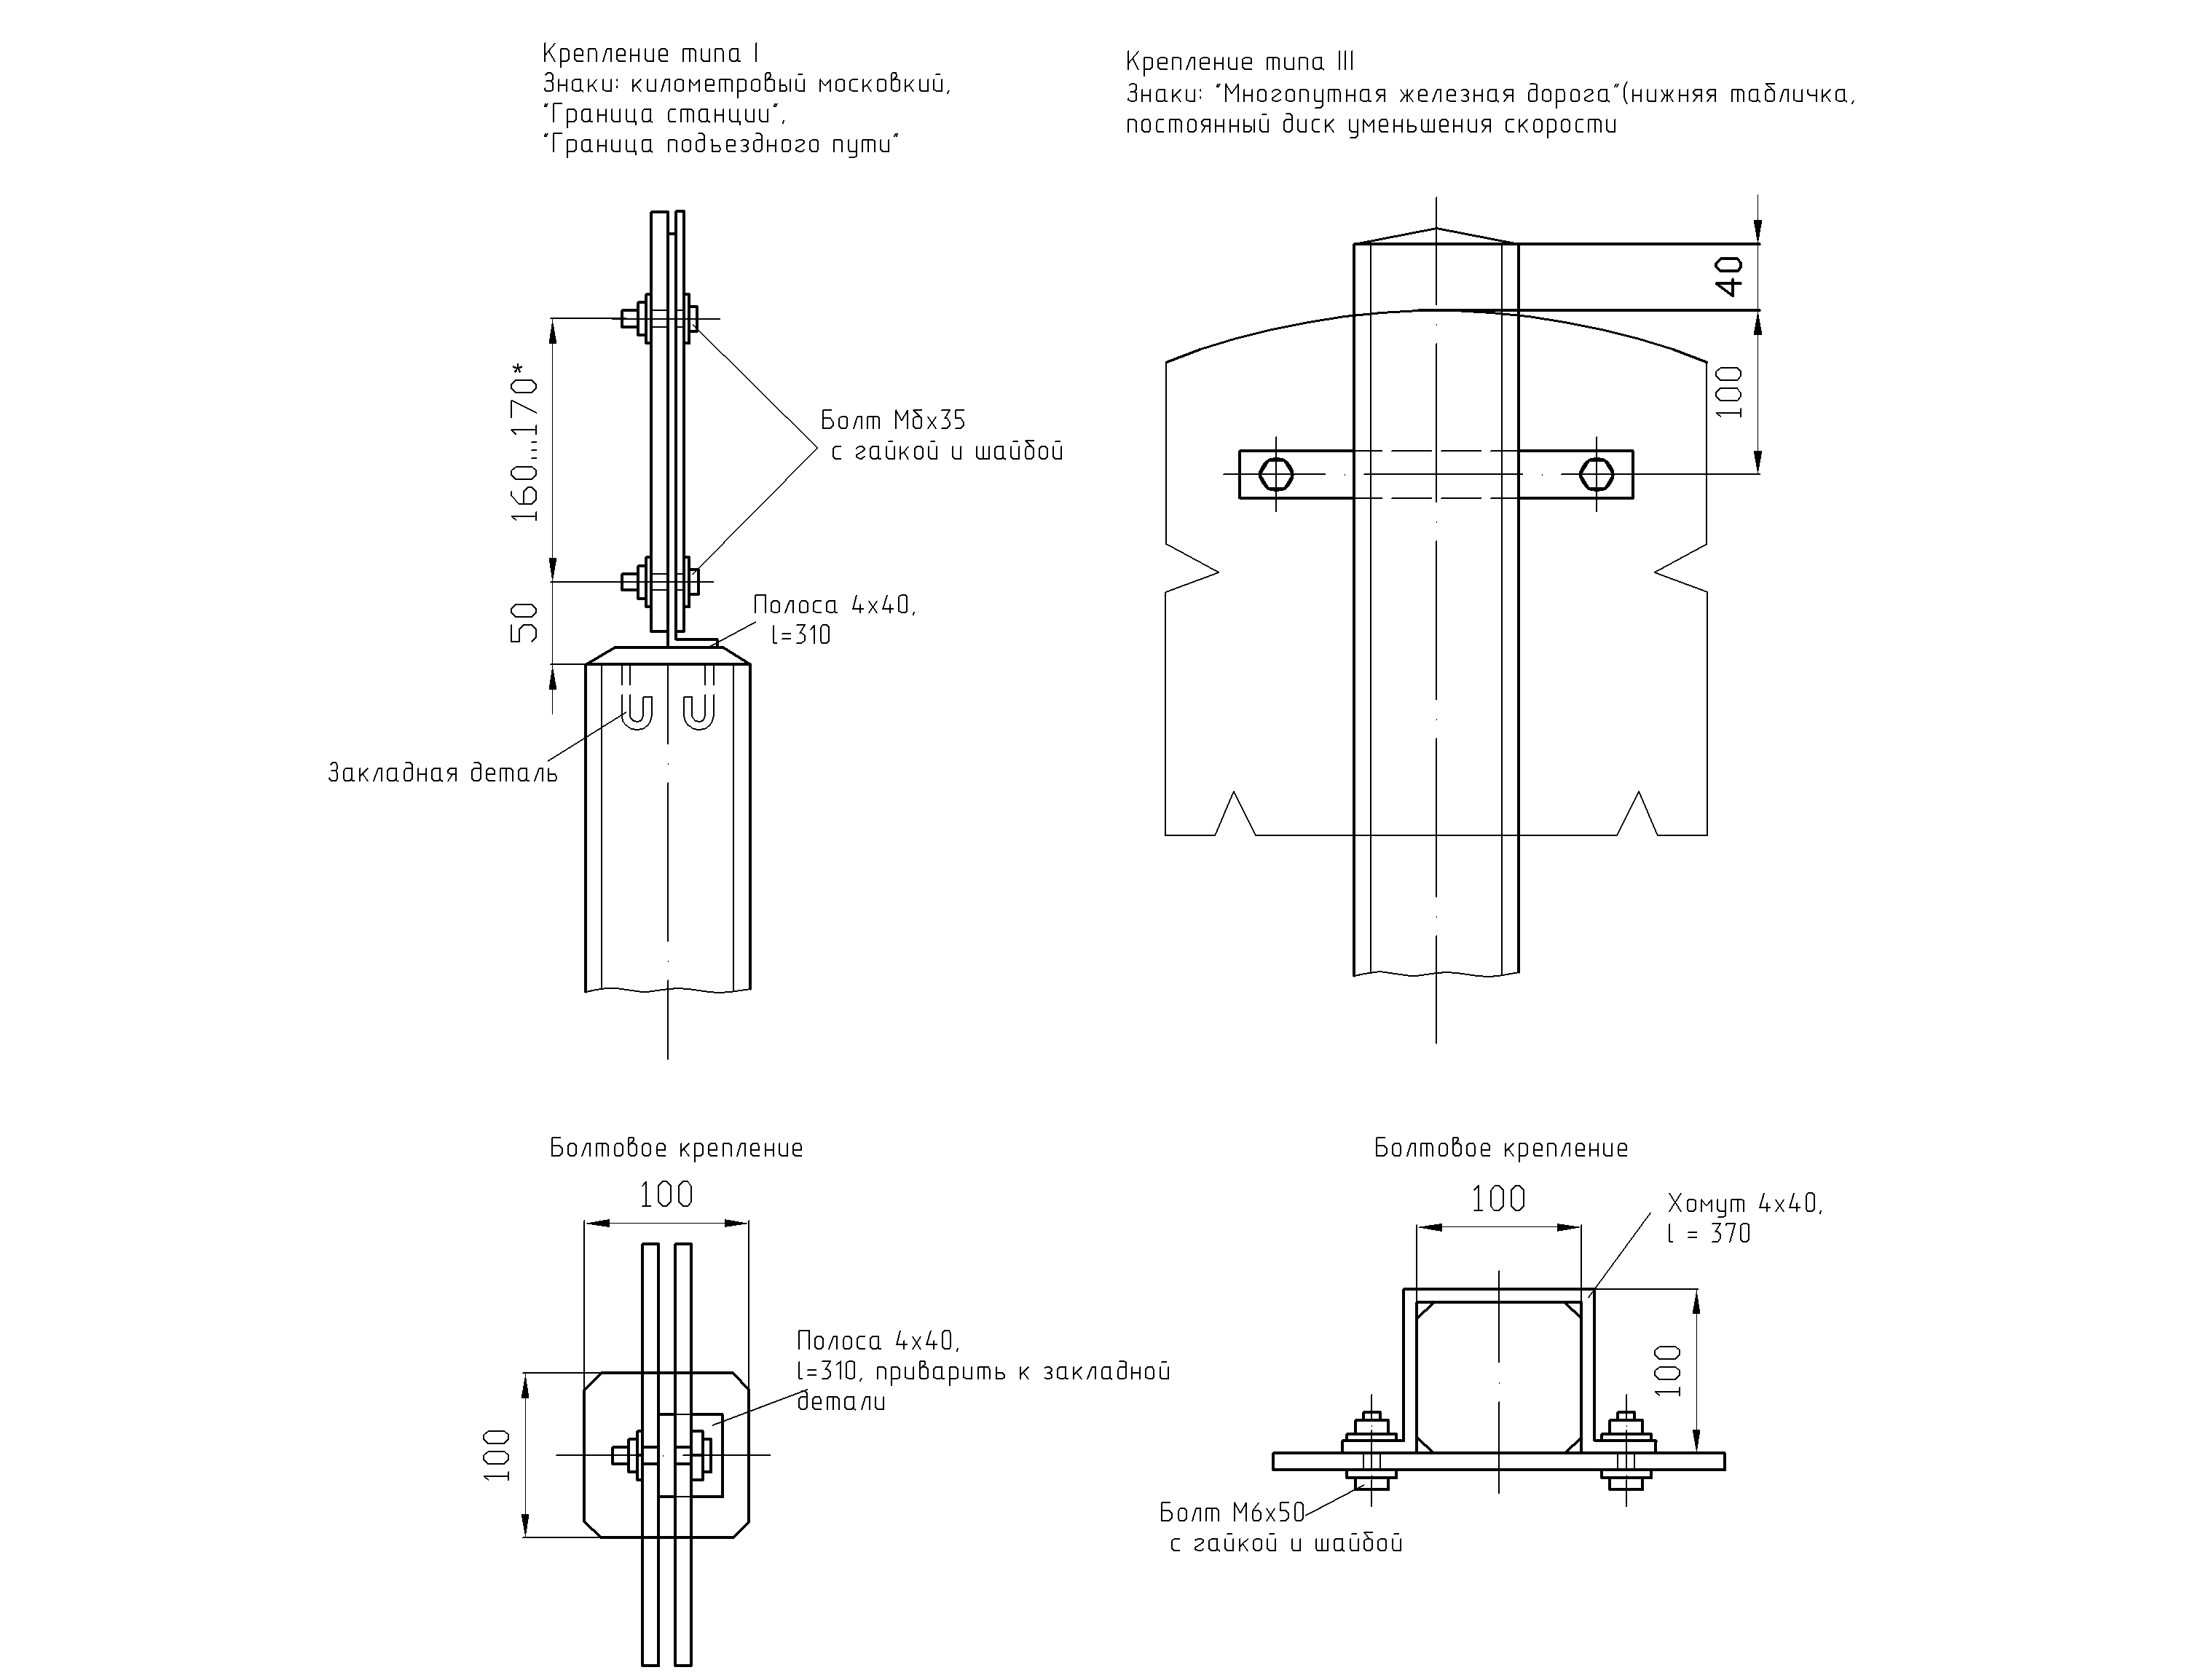 Крепление типа I
Знаки: километровый московкий,
"Граница станции",
"Граница подъездного пути"
Крепление типа III
Знаки: "Многопутная железная дорога"(нижняя табличка,
постоянный диск уменьшения скорости
40
100
160...170*
50
Болт Мбх35
с гайкой и шайбой
Полоса 4х40,
l=310
Закладная деталь
Болтовое крепление
100
100
Полоса 4х40,
l=310, приварить к закладной
детали
Болтовое крепление
100
Хомут 4х40,
l = 370
100
Болт М6х50
с гайкой и шайбой